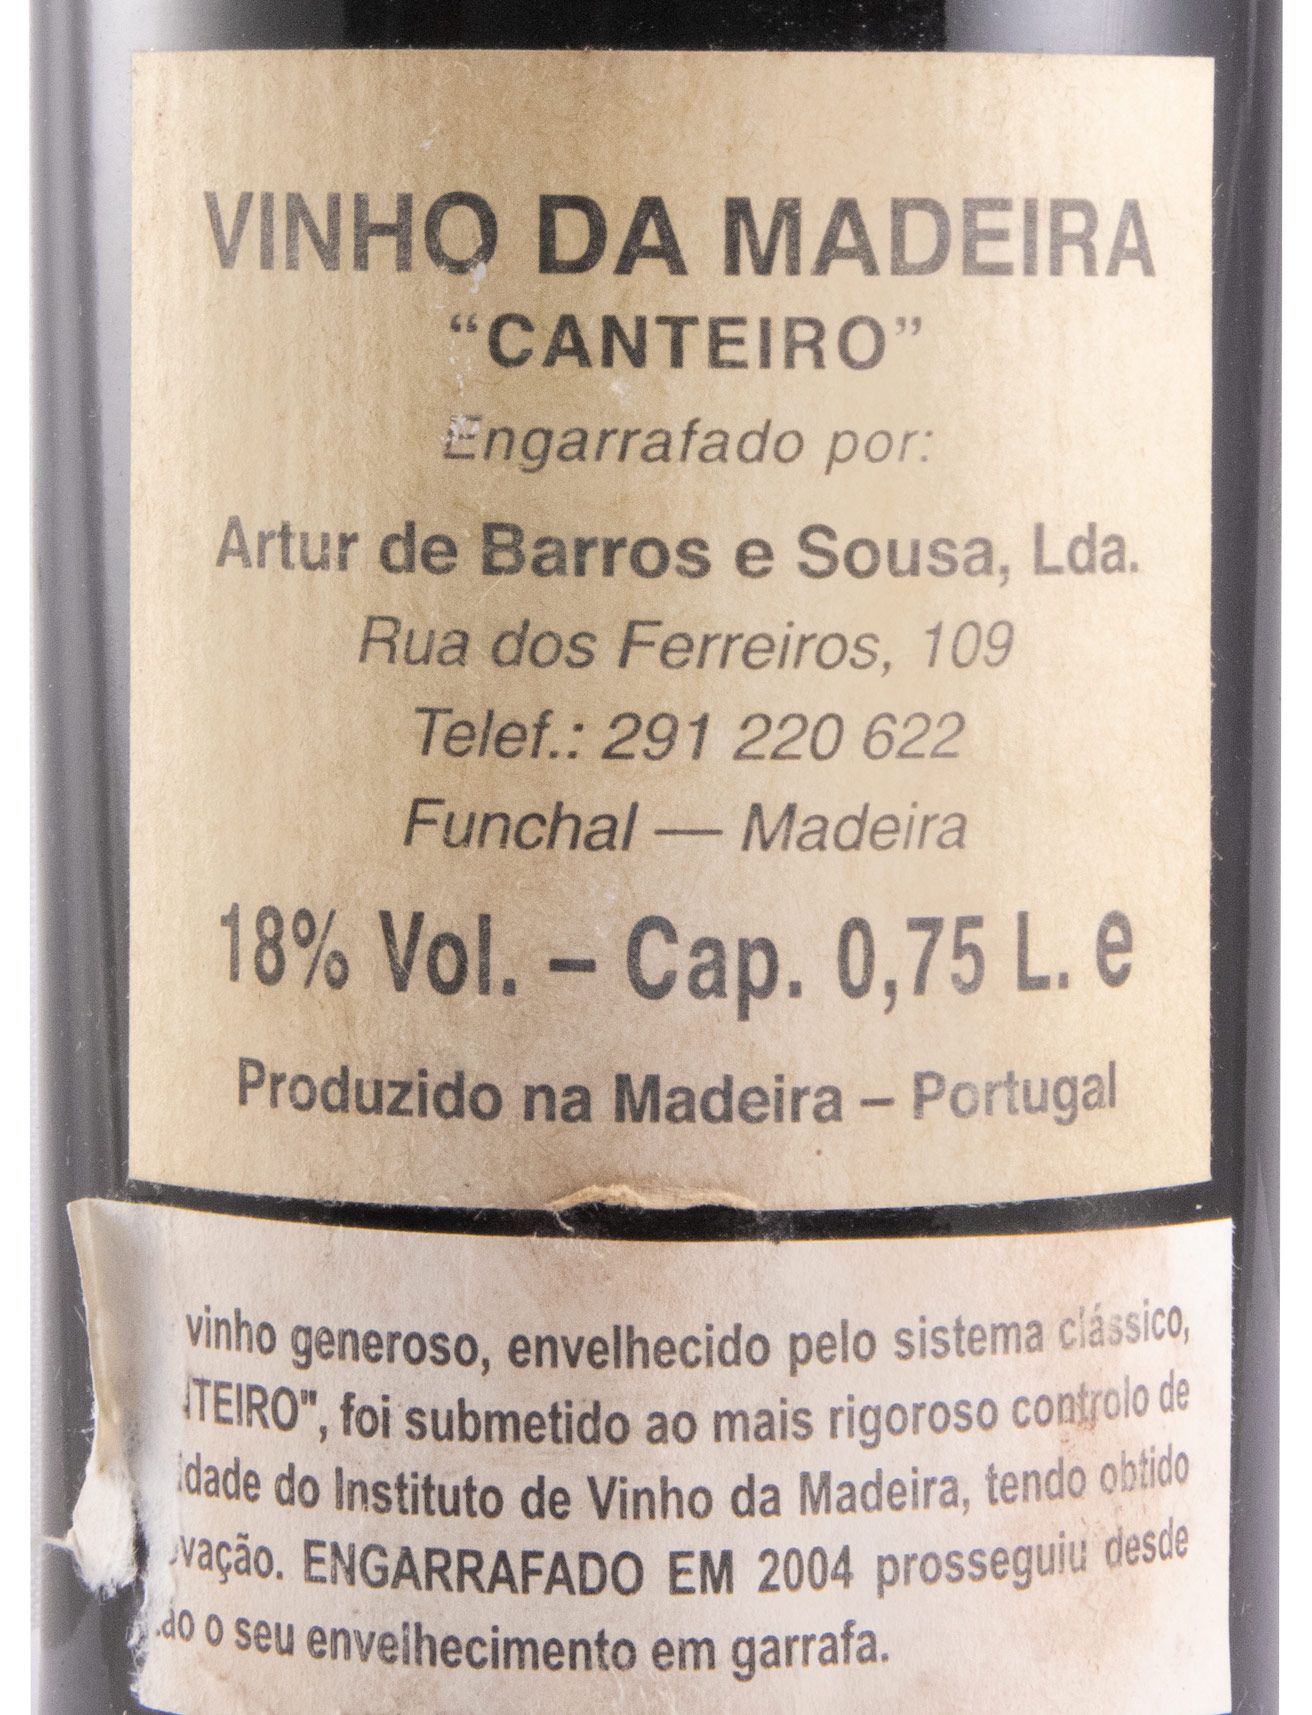 VINHO DA MADEIRA
“CANTEIRO”
Engarrafado por:
Artur de Barros e Sousa, Lda.
Rua dos Ferreiros, 109
Telef.: 291 220 622
Funchal — Madeira
18% Vol. – Cap. 0,75 L. e
Produzido na Madeira – Portugal
vinho generoso, envelhecido pelo sistema clássico,
foi submetido ao mais rigoroso controlo de
do Instituto de Vinho da Madeira, tendo obtido
ENGARRAFADO EM 2004 prosseguiu desde
o seu envelhecimento em garrafa.